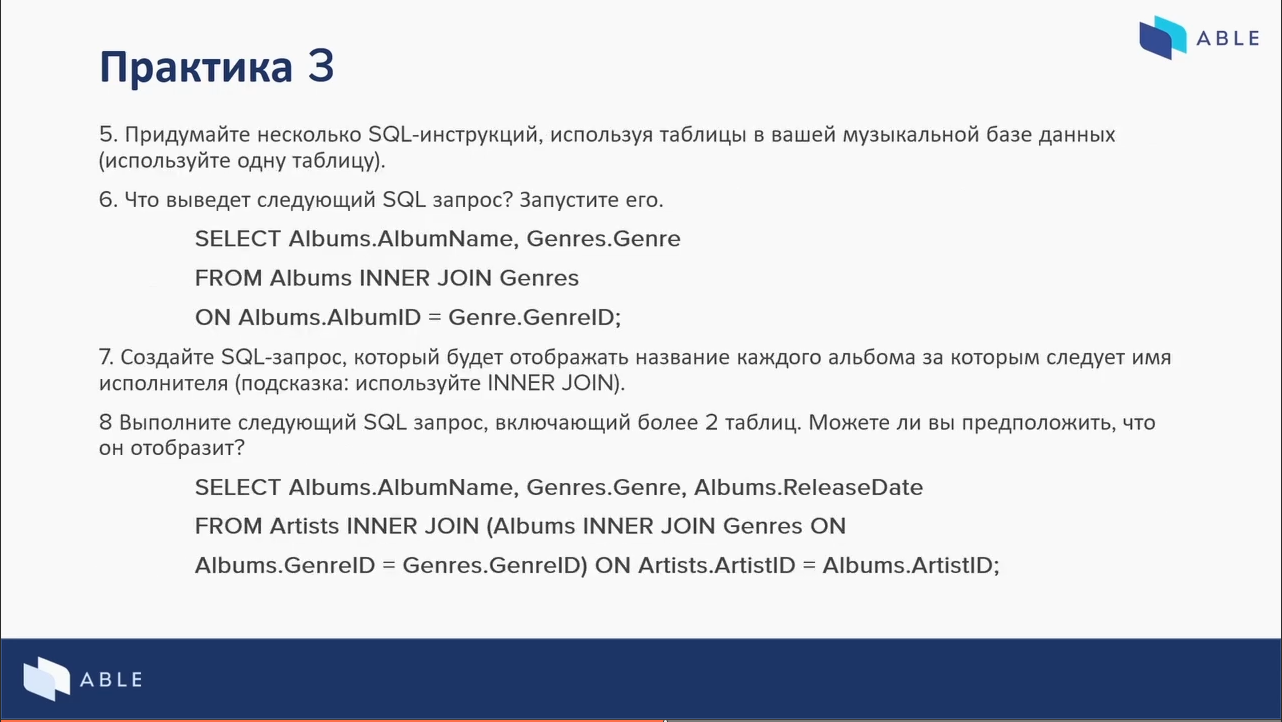 ABLE
Практика 3
5. Придумайте несколько SQL-инструкций, используя таблицы в вашей музыкальной базе данных
(используйте одну таблицу).
6. Что выведет следующий SQL запрос? Запустите его.
SELECT Albums.AlbumName, Genres.Genre
FROM Albums INNER JOIN Genres
ON Albums.AlbumID = Genre.GenreID;
7. Создайте SQL-запрос, который будет отображать название каждого альбома за которым следует имя
исполнителя (подсказка: используйте INNER JOIN).
8 Выполните следующий SQL запрос, включающий более 2 таблиц. Можете ли вы предположить, что
он отобразит?
SELECT Albums.AlbumName, Genres.Genre, Albums.ReleaseDate
FROM Artists INNER JOIN (Albums INNER JOIN Genres ON
Albums.GenreID = Genres.GenreID) ON Artists.ArtistID = Albums.ArtistID;
ABLE